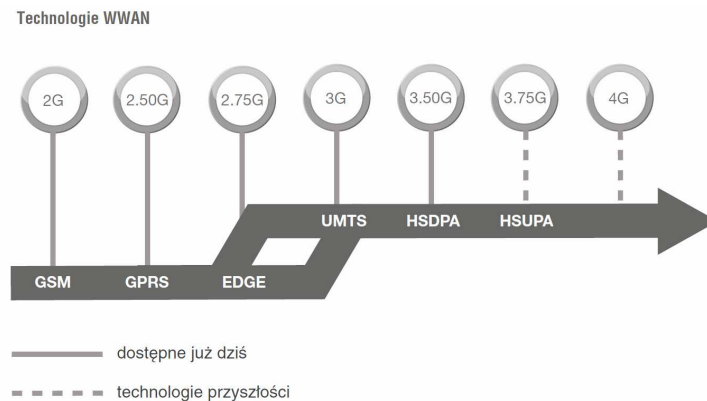 Technologie WWAN
2G 2.50G 2.75G 3G 3.50G 3.75G 4G
UMTS HSDPA HSUPA
GSM GPRS EDGE
dostępne już dziś
technologie przyszłości